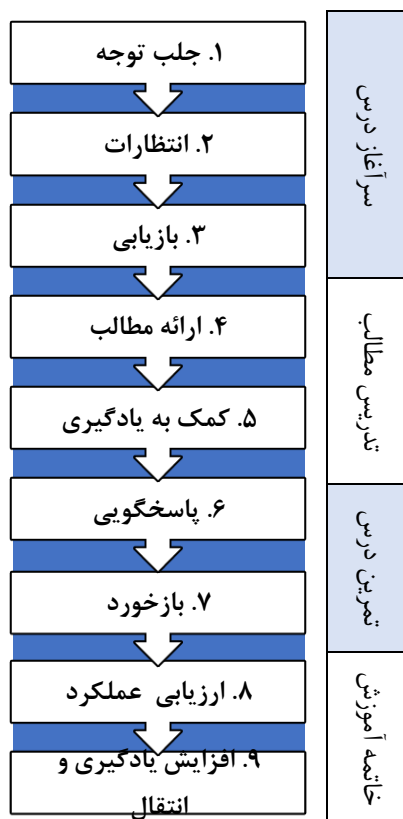 ۱. جلب توجه
۲. انتظارات
۳. بازیابی
سرآغاز درس
۴. ارائه مطالب
۵. کمک به یادگیری
تدریس مطالب
۶. پاسخگویی
۷. بازخورد
تمرین درس
۸. ارزیابی عملکرد
۹. افزایش یادگیری و
انتقال
خاتمه آموزش